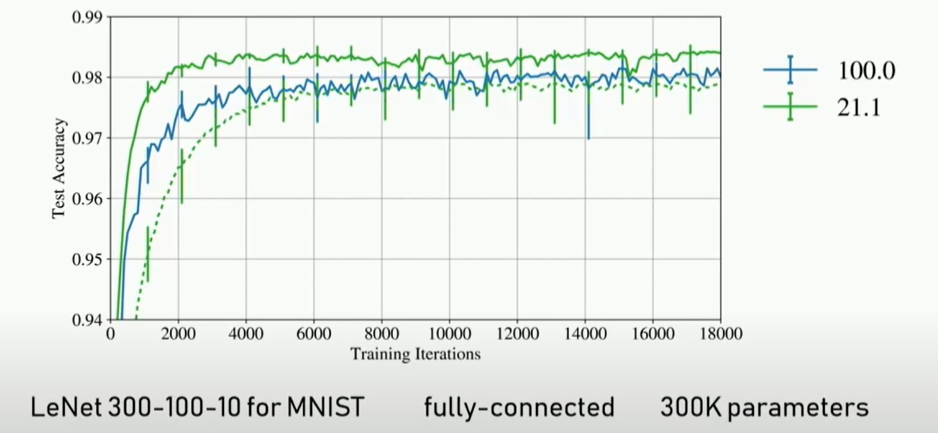 0.99
0.98
0.97
0.96
0.95
0.94
Test Accuracy
0 2000 4000 6000 8000 10000 12000 14000 16000 18000
Training Iterations
100.0
21.1
LeNet 300-100-10 for MNIST fully-connected 300K parameters